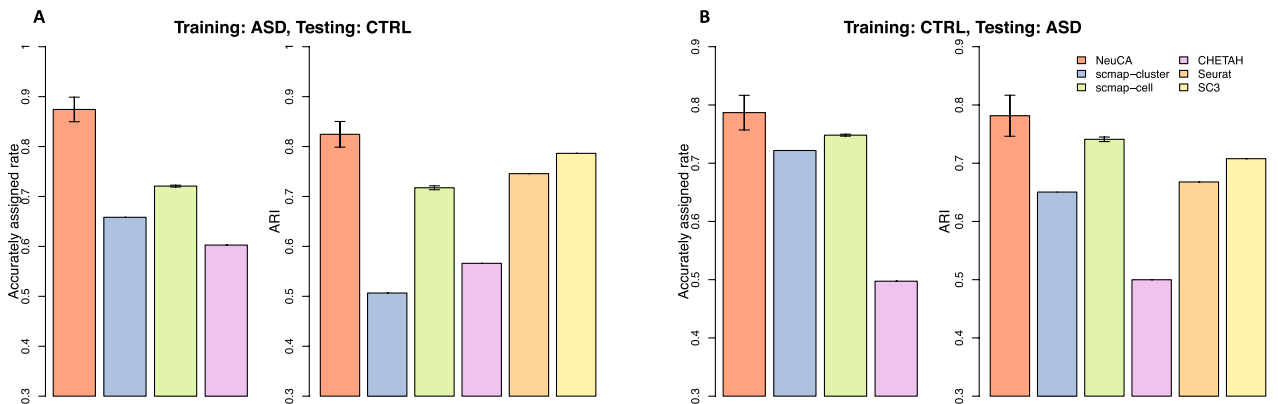 A
Training: ASD, Testing: CTRL
Accurately assigned rate
0.3 0.4 0.5 0.6 0.7 0.8 0.9 1
ARI
0.3 0.4 0.5 0.6 0.7 0.8 0.9 1
B
Training: CTRL, Testing: ASD
Accurately assigned rate
0.3 0.4 0.5 0.6 0.7 0.8 0.9
ARI
0.3 0.4 0.5 0.6 0.7 0.8 0.9
NeuCA
scmap−cluster
scmap−cell
CHETAH
Seurat
SC3